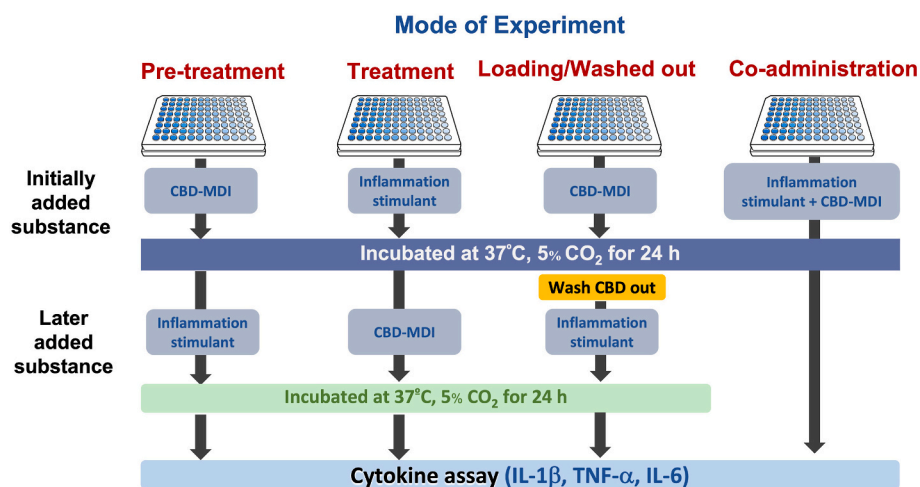 Mode of Experiment
Pre-treatment
Treatment
Loading/Washed out
Co-administration
Initially
added
substance
CBD-MDI
Inflammation
stimulant
CBD-MDI
Inflammation
stimulant + CBD-MDI
Incubated at 37°C, 5% CO₂ for 24 h
Wash CBD out
Later
added
substance
Inflammation
stimulant
CBD-MDI
Inflammation
stimulant
Incubated at 37ºC, 5% CO₂ for 24 h
Cytokine assay (IL-1β, TNF-α, IL-6)